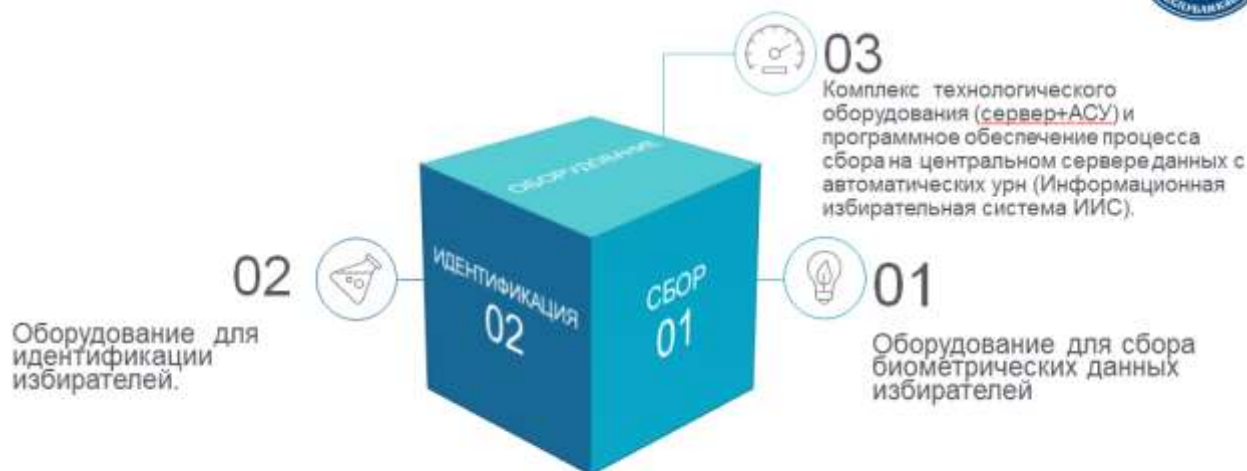 03
Комплекс технологического
оборудования (сервер+АСУ) и
программное обеспечение процесса
сбора на центральном сервере данных с
автоматических урн (Информационная
избирательная система ИИС).
ОБОРУДОВАНИЕ
02
Оборудование для
идентификации
избирателей.
ИДЕНТИФИКАЦИЯ
02
СБОР
01
01
Оборудование для сбора
биометрических данных
избирателей